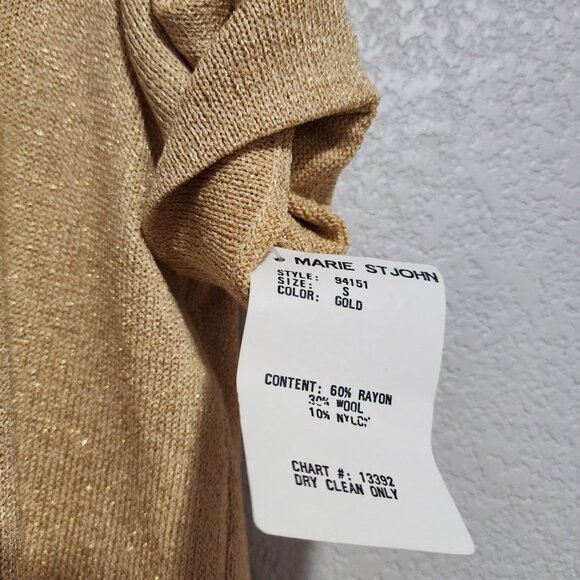 MARIE ST JOHN
STYLE: 94151
SIZE: S
COLOR: GOLD
CONTENT: 60% RAYON
30% WOOL
10% NYLON
CHART #: 13392
DRY CLEAN ONLY